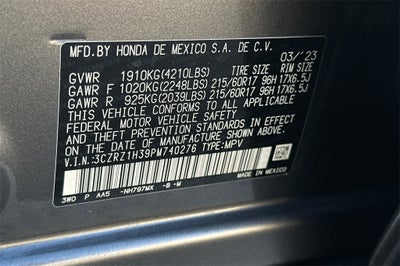 MFD. BY HONDA DE MEXICO S.A. DE C.V.
03/'23
GVWR 1910KG(4210LBS) TIRE SIZE RIM SIZE
GAWR F 1020KG(2248LBS) 215/60R17 96H 17X6.5J
GAWR R 925KG(2039LBS) 215/60R17 96H 17X6.5J
THIS VEHICLE CONFORMS TO ALL APPLICABLE
FEDERAL MOTOR VEHICLE SAFETY STANDARDS IN EFFECT
ON THE DATE OF MANUFACTURE SHOWN ABOVE.
V.I.N.:3CZRZ1H39PM740276 TYPE:MPV
3WO P AA5 -NH797MX -B -M
MADE IN MEXICO